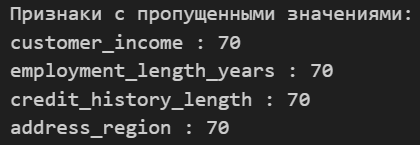 Признаки с пропущенными значениями:
customer_income : 70
employment_length_years : 70
credit_history_length : 70
address_region : 70